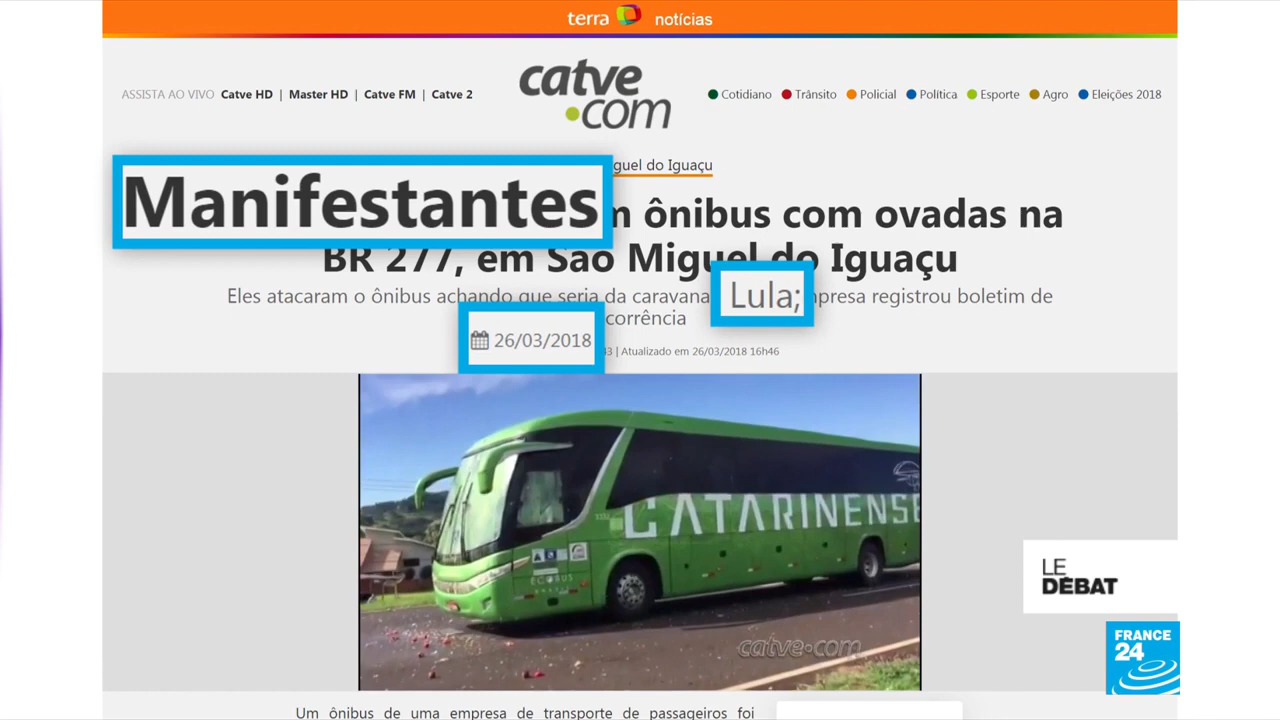 terra notícias
ASSISTA AO VIVO Catve HD | Master HD | Catve FM | Catve 2
catve
.com
Cotidiano Trânsito Policial Política Esporte Agro Eleições 2018
guel do Iguaçu
Manifestantes
m ônibus com ovadas na
BR 277, em São Miguel do Iguaçu
Eles atacaram o ônibus achando que seria da caravana Lula; mpresa registrou boletim de
corrência
26/03/2018
43 | Atualizado em 26/03/2018 16h46
CATARINENSE
ECOBUS
catve.com
LE
DÉBAT
FRANCE
24
Um ônibus de uma empresa de transporte de passageiros foi